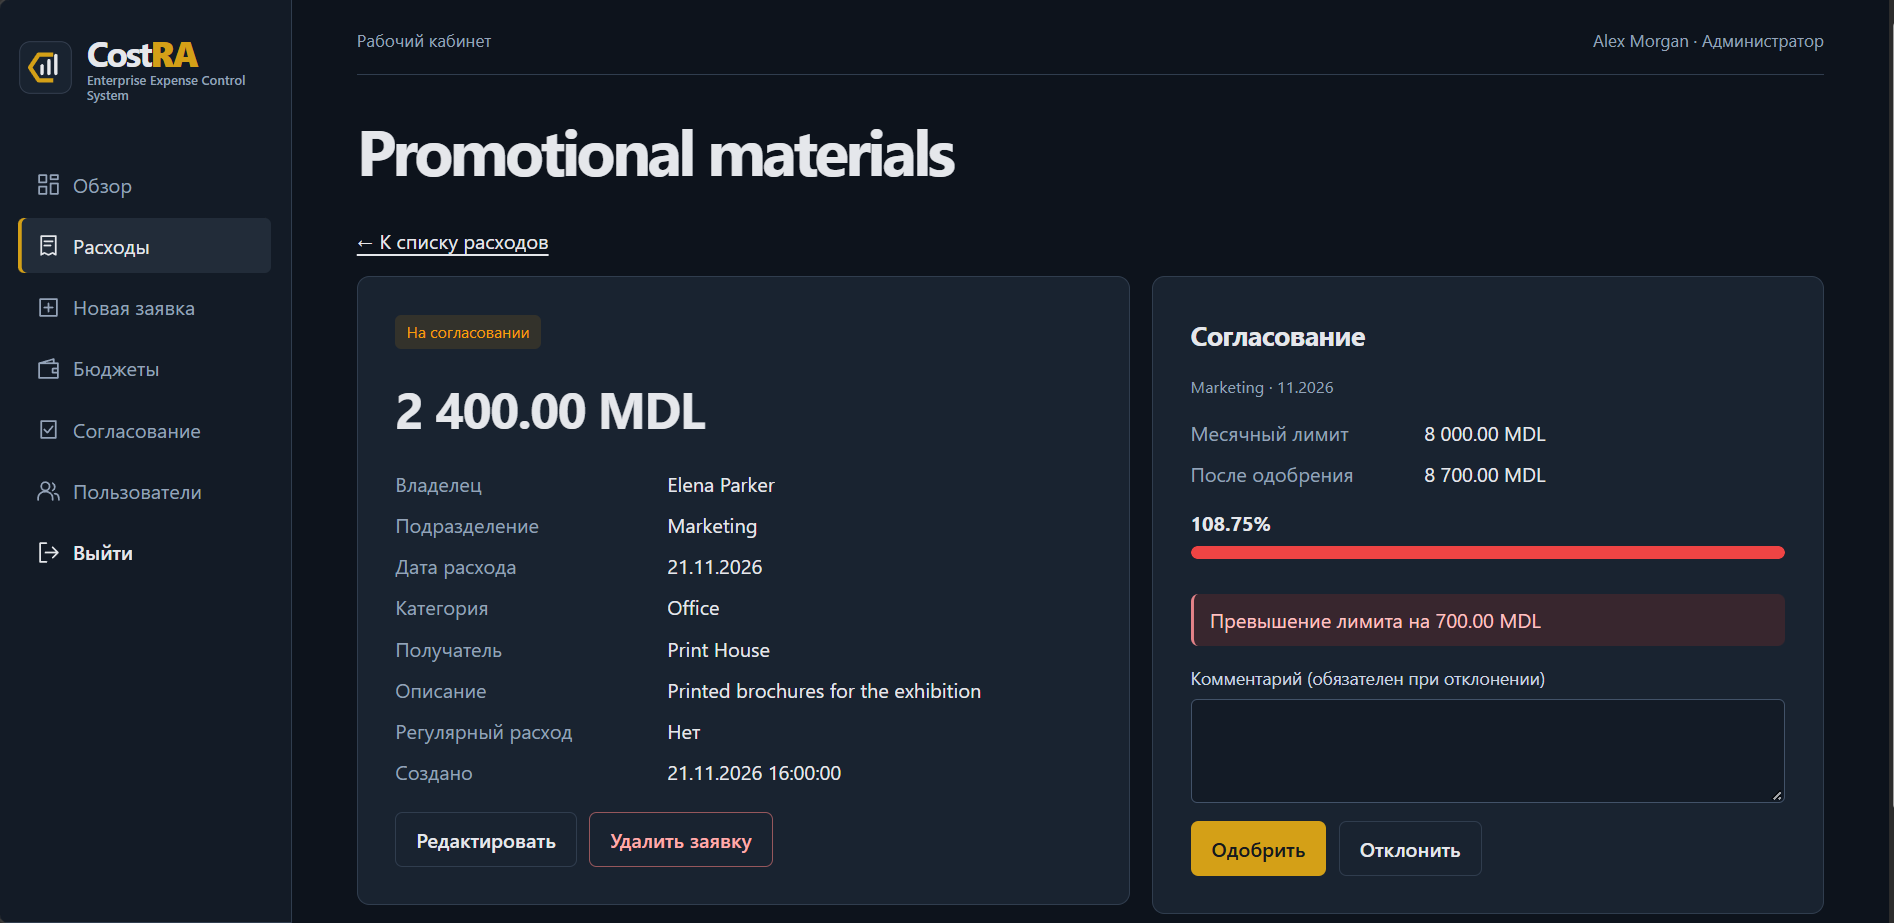 CostRA
Enterprise Expense Control
System
Обзор
Расходы
Новая заявка
Бюджеты
Согласование
Пользователи
Выйти
Рабочий кабинет
Alex Morgan · Администратор
Promotional materials
← К списку расходов
На согласовании
2 400.00 MDL
Владелец Elena Parker
Подразделение Marketing
Дата расхода 21.11.2026
Категория Office
Получатель Print House
Описание Printed brochures for the exhibition
Регулярный расход Нет
Создано 21.11.2026 16:00:00
Редактировать Удалить заявку
Согласование
Marketing · 11.2026
Месячный лимит 8 000.00 MDL
После одобрения 8 700.00 MDL
108.75%
Превышение лимита на 700.00 MDL
Комментарий (обязателен при отклонении)
Одобрить Отклонить